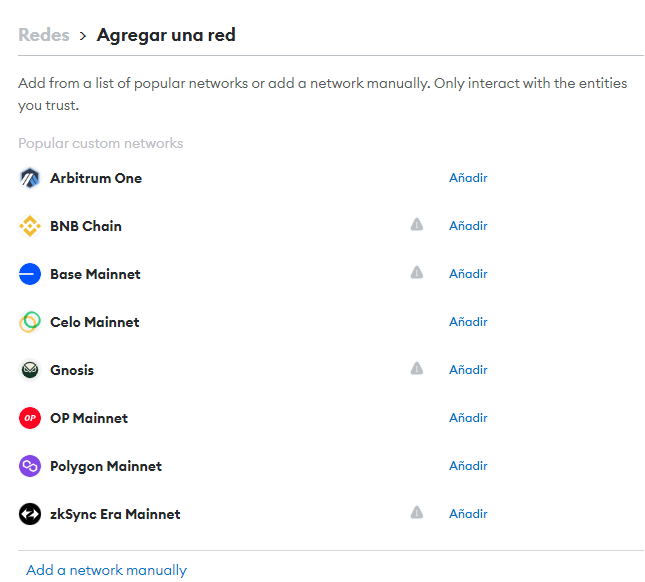 Redes > Agregar una red
Add from a list of popular networks or add a network manually. Only interact with the entities
you trust.
Popular custom networks
Arbitrum One Añadir
BNB Chain Añadir
Base Mainnet Añadir
Celo Mainnet Añadir
Gnosis Añadir
OP OP Mainnet Añadir
Polygon Mainnet Añadir
zkSync Era Mainnet Añadir
Add a network manually